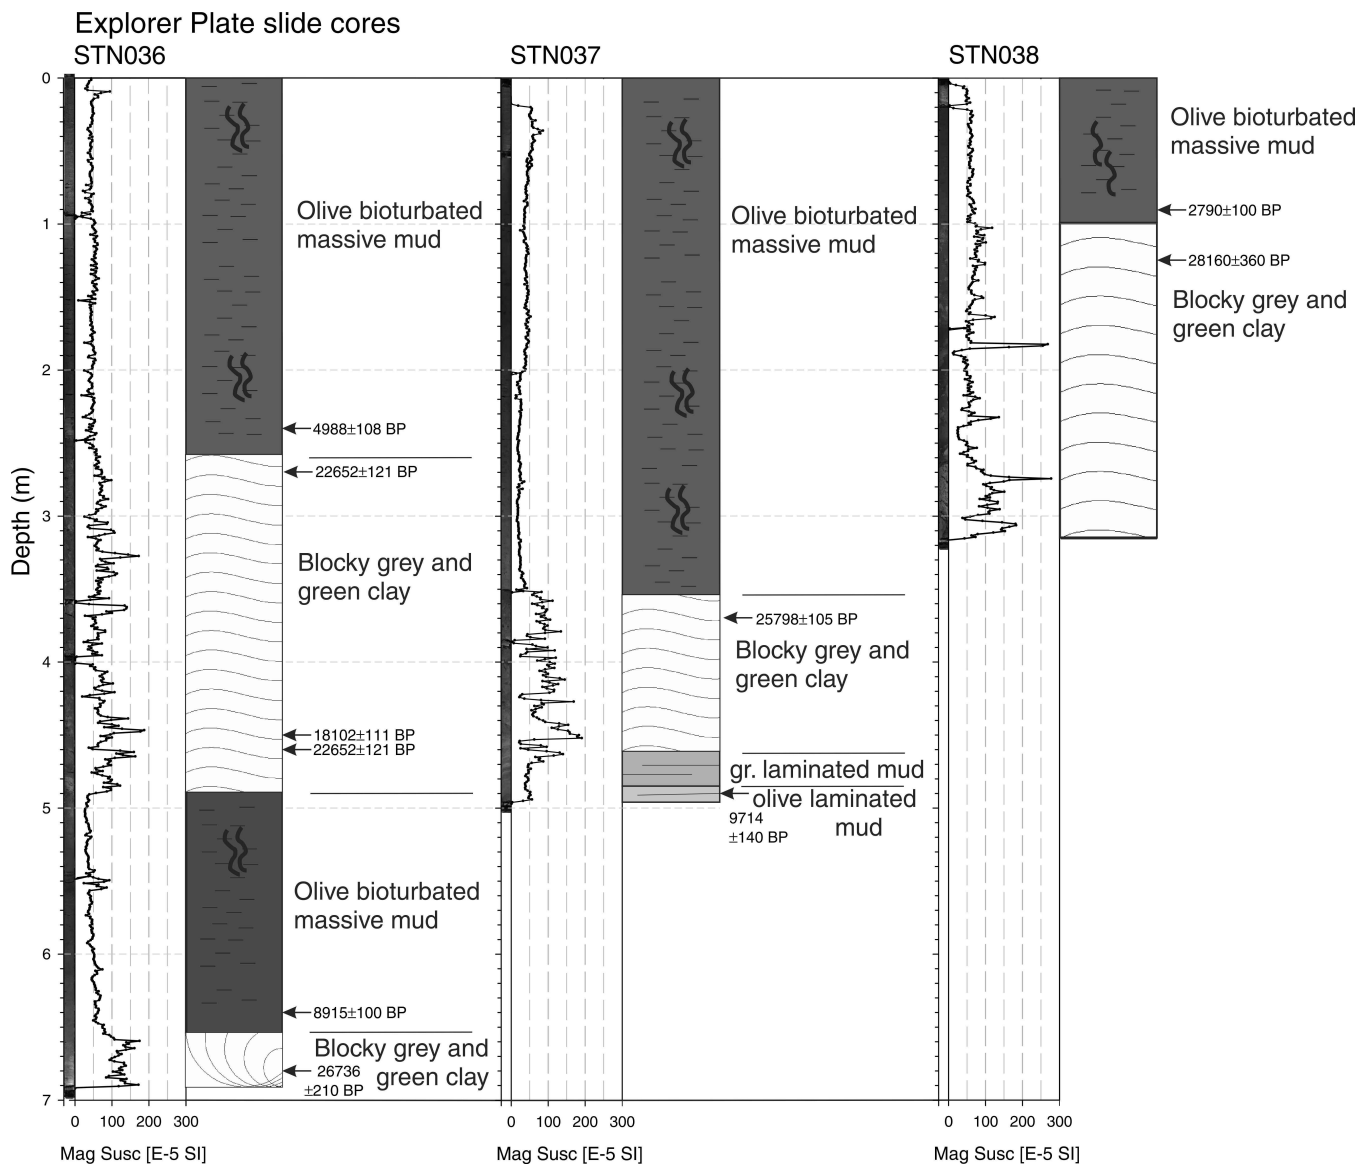 Explorer Plate slide cores
STN036
STN037
STN038
Depth (m)
0
1
2
3
4
5
6
7
Olive bioturbated
massive mud
4988±108 BP
22652±121 BP
Blocky grey and
green clay
18102±111 BP
22652±121 BP
Olive bioturbated
massive mud
8915±100 BP
Blocky grey and
green clay
26736
±210 BP
0 100 200 300
Mag Susc [E-5 SI]
Olive bioturbated
massive mud
25798±105 BP
Blocky grey and
green clay
gr. laminated mud
olive laminated
mud
9714
±140 BP
0 100 200 300
Mag Susc [E-5 SI]
Olive bioturbated
massive mud
2790±100 BP
28160±360 BP
Blocky grey and
green clay
0 100 200 300
Mag Susc [E-5 SI]